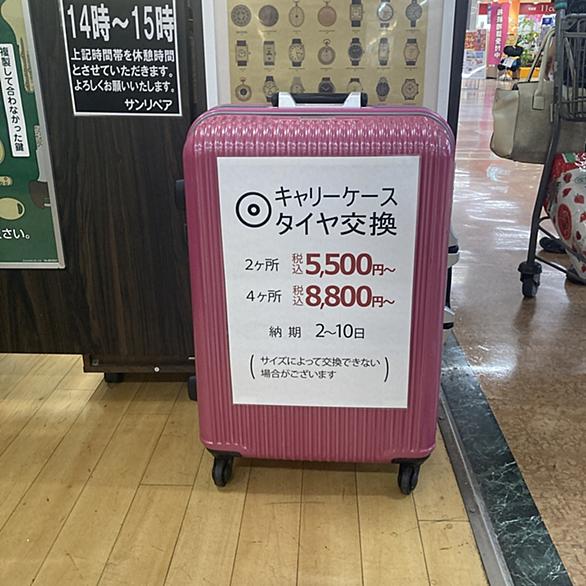 14時～15時
上記時間帯を休憩時間
とさせていただきます。
よろしくお願いいたします。
サンリペア
複製して合わなかった鍵
さい。
キャリーケース
タイヤ交換
2ヶ所 税込5,500円～
4ヶ所 税込8,800円～
納期 2～10日
(サイズによって交換できない
場合がございます)